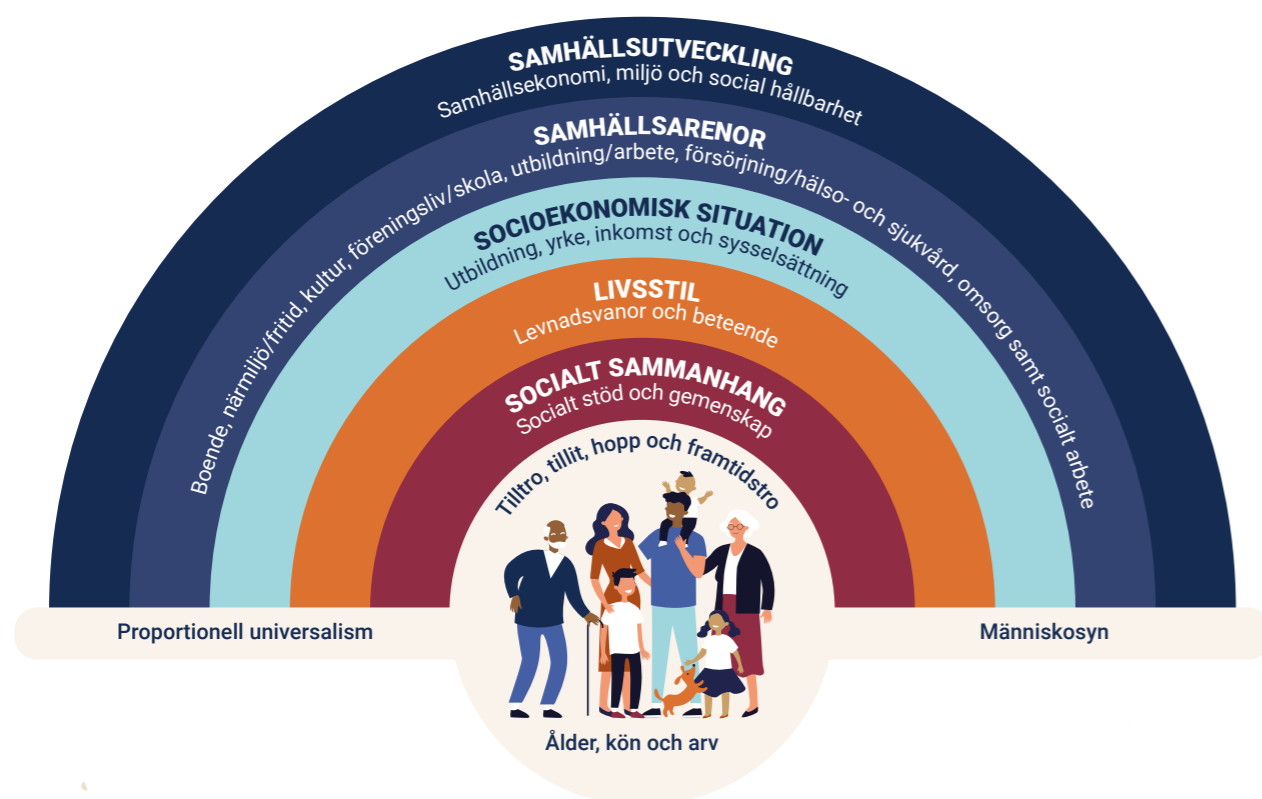 SAMHÄLLSUTVECKLING
Samhällsekonomi, miljö och social hållbarhet
SAMHÄLLSARENOR
Boende, närmiljö/fritid, kultur, föreningsliv/skola, utbildning/arbete, försörjning/hälso- och sjukvård, omsorg samt socialt arbete
SOCIOEKONOMISK SITUATION
Utbildning, yrke, inkomst och sysselsättning
LIVSSTIL
Levnadsvanor och beteende
SOCIALT SAMMANHANG
Socialt stöd och gemenskap
Tilltro, tillit, hopp och framtidstro
Proportionell universalism
Människosyn
Ålder, kön och arv